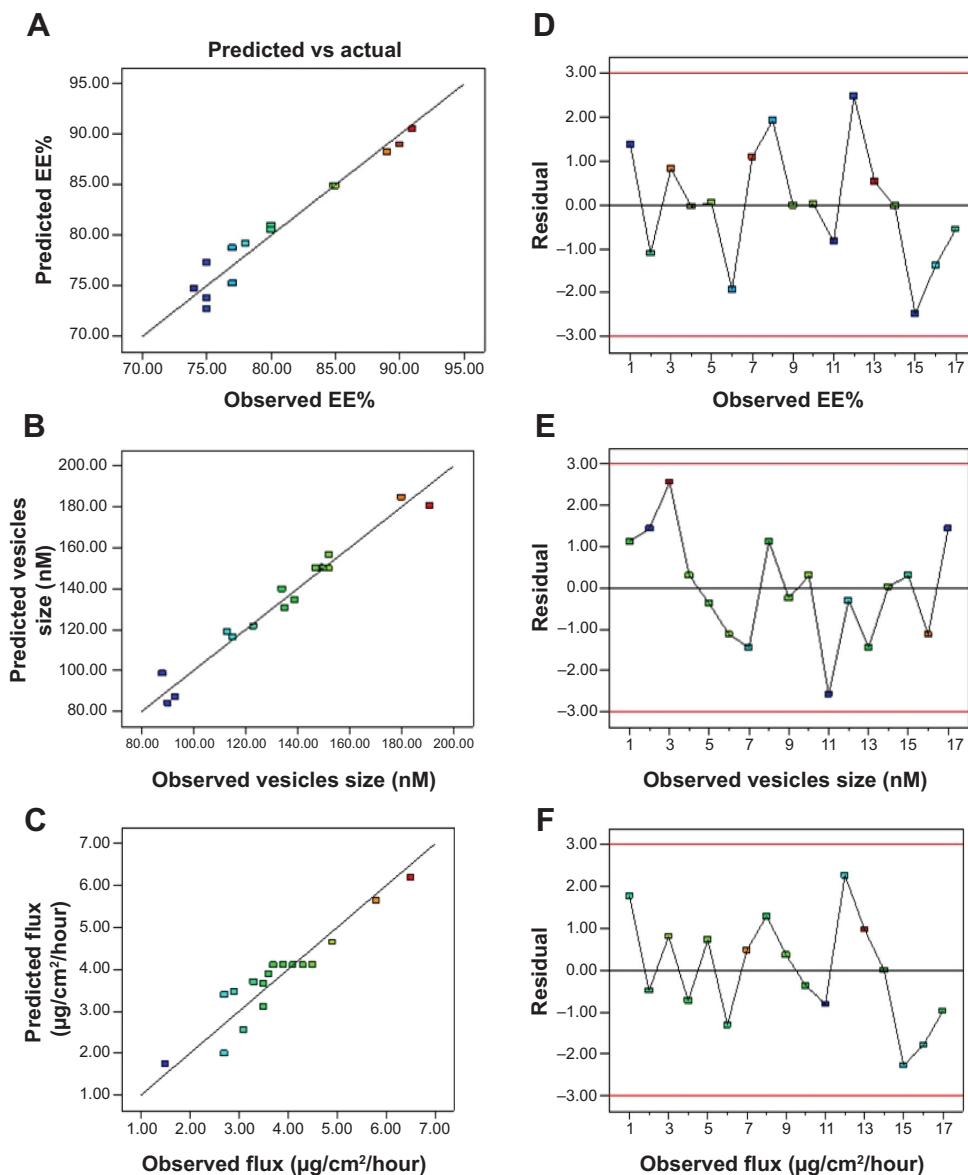 A
Predicted vs actual
95.00
90.00
85.00
80.00
75.00
70.00
Predicted EE%
70.00 75.00 80.00 85.00 90.00 95.00
Observed EE%
D
3.00
2.00
1.00
0.00
–1.00
–2.00
–3.00
Residual
1 3 5 7 9 11 13 15 17
Observed EE%
B
200.00
180.00
160.00
140.00
120.00
100.00
80.00
Predicted vesicles
size (nM)
80.00 100.00 120.00 140.00 160.00 180.00 200.00
Observed vesicles size (nM)
E
3.00
2.00
1.00
0.00
–1.00
–2.00
–3.00
Residual
1 3 5 7 9 11 13 15 17
Observed vesicles size (nM)
C
7.00
6.00
5.00
4.00
3.00
2.00
1.00
Predicted flux
(µg/cm²/hour)
1.00 2.00 3.00 4.00 5.00 6.00 7.00
Observed flux (µg/cm²/hour)
F
3.00
2.00
1.00
0.00
–1.00
–2.00
–3.00
Residual
1 3 5 7 9 11 13 15 17
Observed flux (µg/cm²/hour)